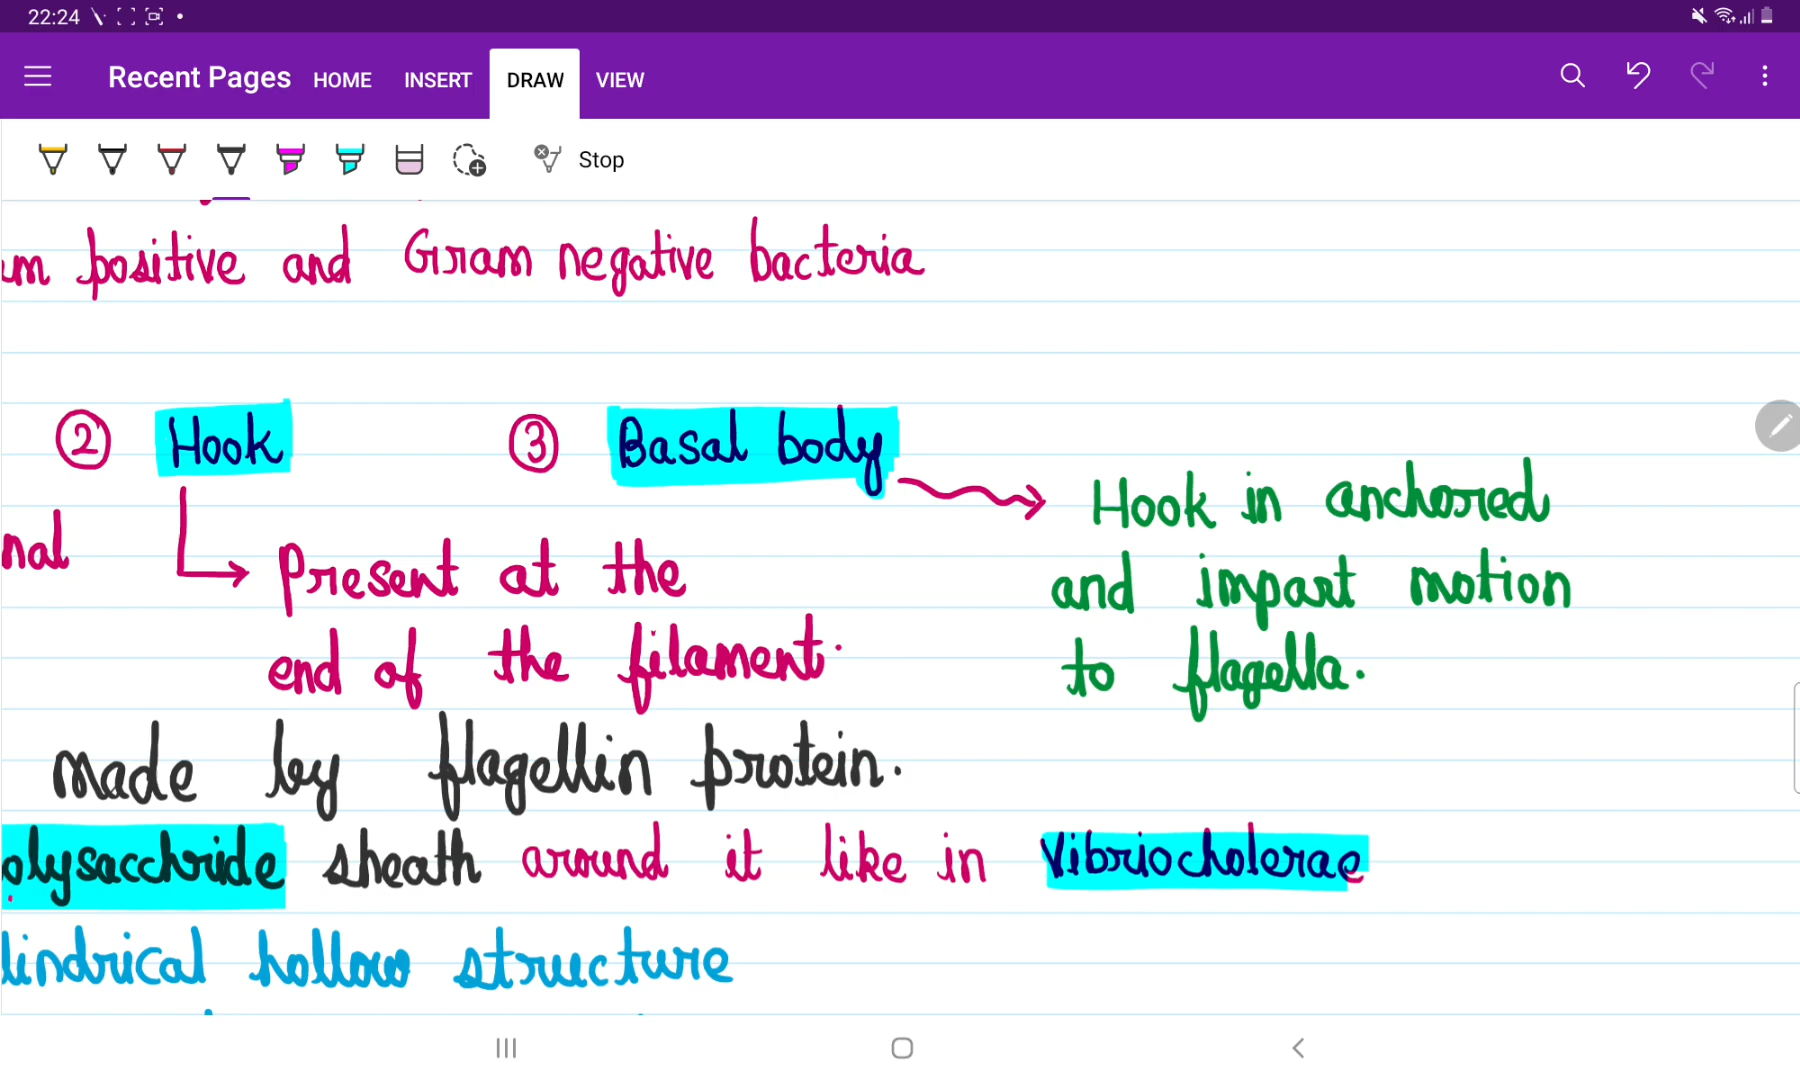 22:24
Recent Pages HOME INSERT DRAW VIEW
Stop
am positive and Gram negative bacteria
② Hook ③ Basal body
Hook in anchored
nal
Present at the
and impart motion
end of the filament.
to flagella.
made by flagellin protein.
olysacchride sheath around it like in Vibriocholerae
lindrical hollow structure